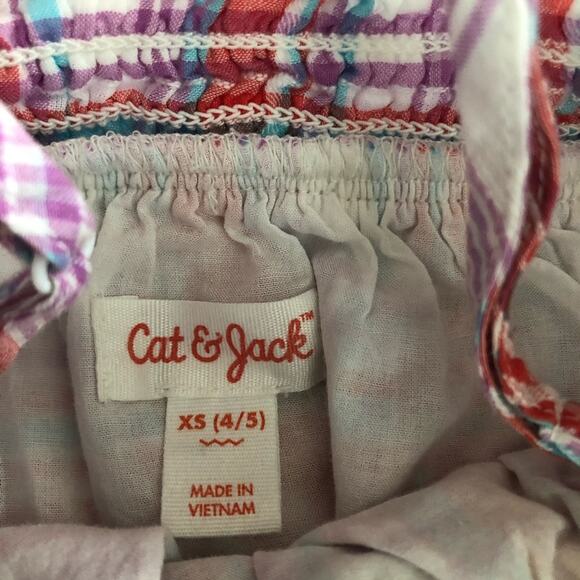 Cat & Jack™
XS (4/5)
MADE IN
VIETNAM